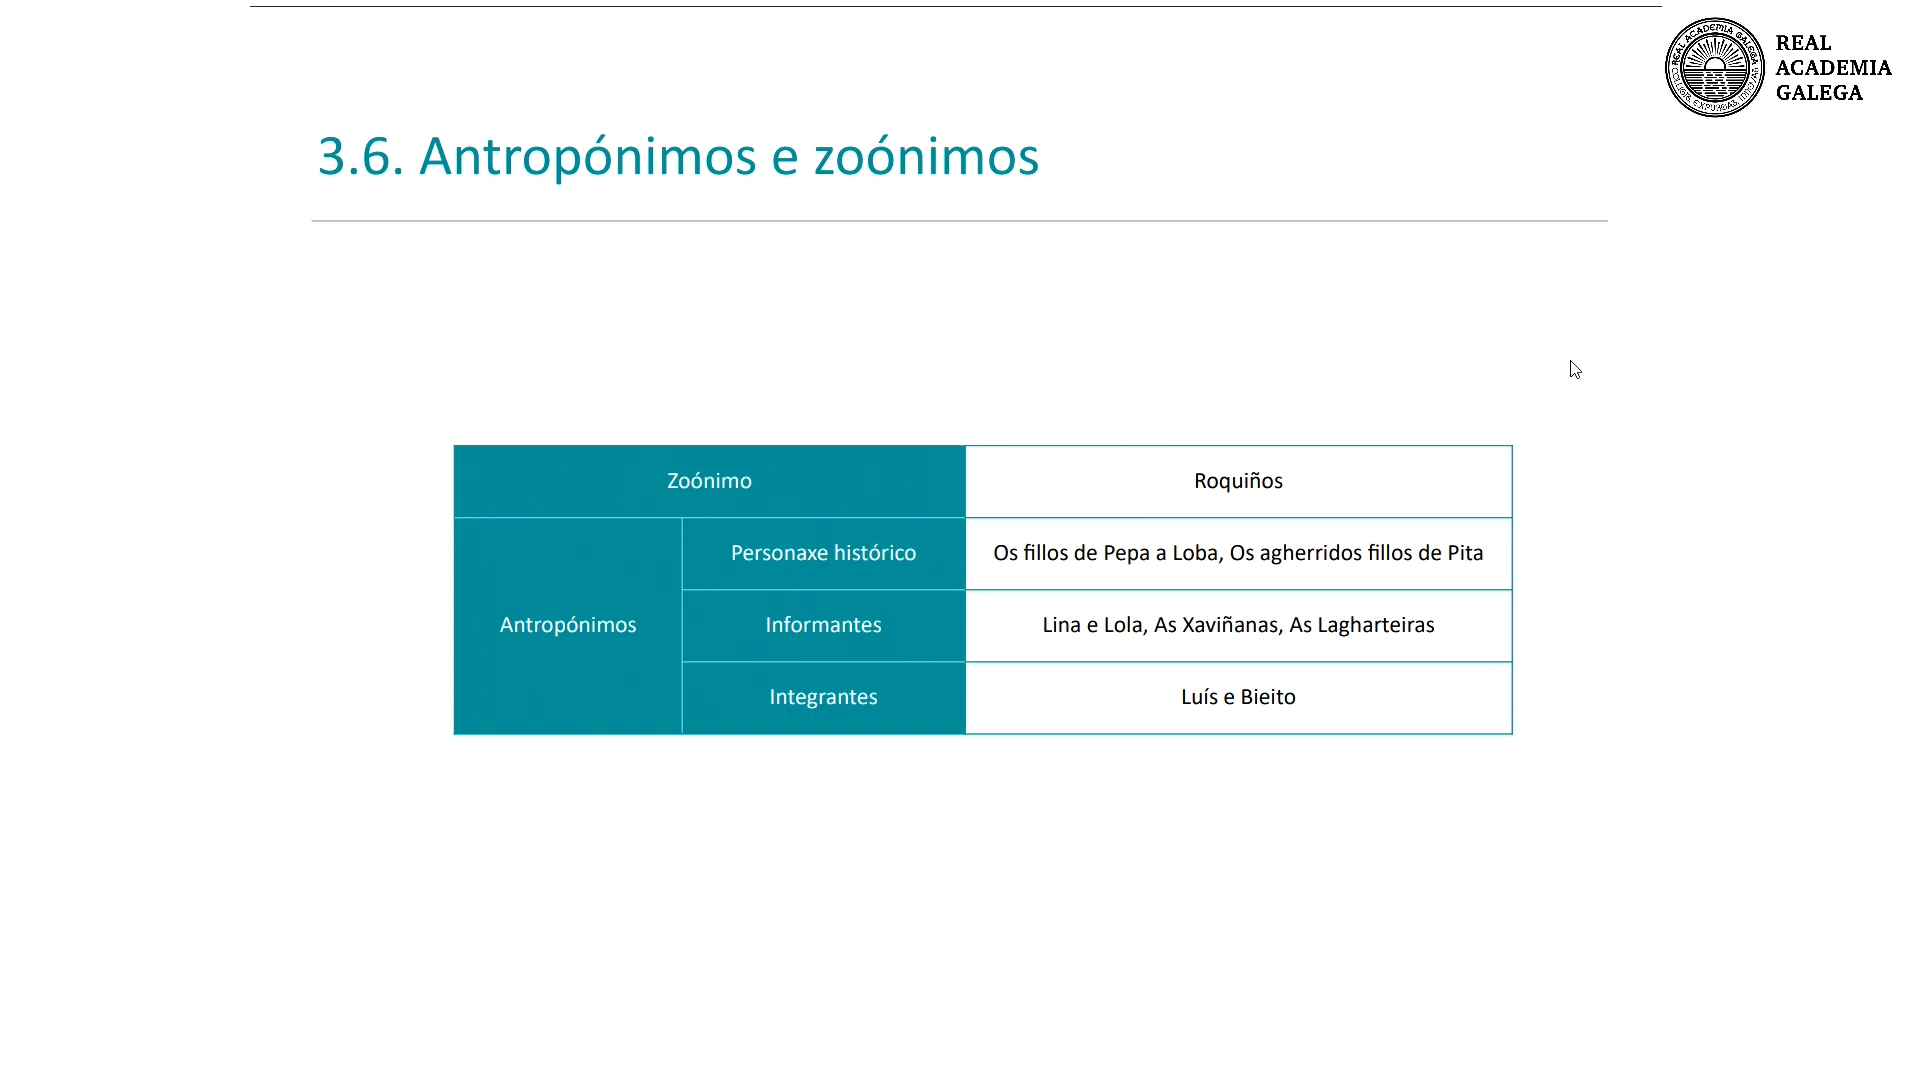 REAL
ACADEMIA
GALEGA
3.6. Antropónimos e zoónimos
Zoónimo
Roquiños
Antropónimos
Personaxe histórico
Os fillos de Pepa a Loba, Os agherridos fillos de Pita
Informantes
Lina e Lola, As Xaviñanas, As Lagharteiras
Integrantes
Luís e Bieito